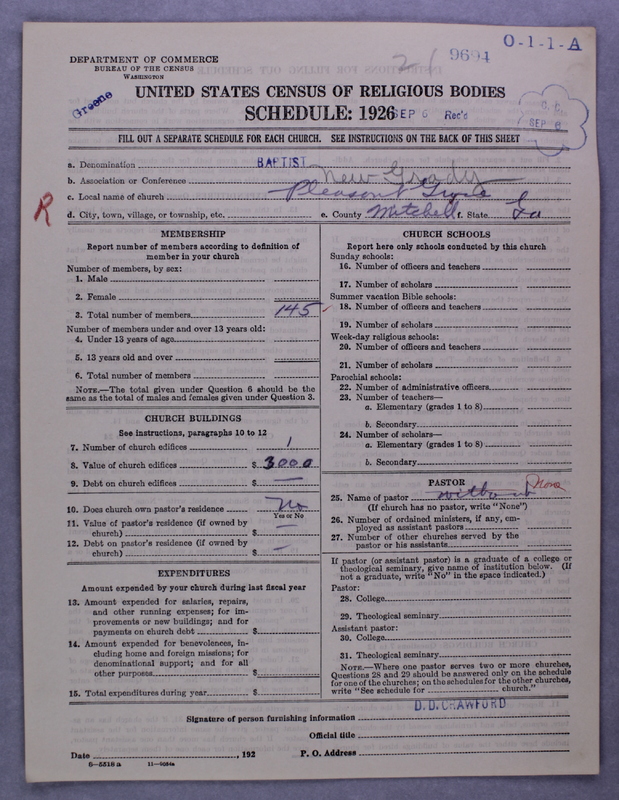 O-1-1-A
9694
DEPARTMENT OF COMMERCE
BUREAU OF THE CENSUS
WASHINGTON
Greene
UNITED STATES CENSUS OF RELIGIOUS BODIES
SCHEDULE: 1926 SEP 6 Rec'd
C. C.
SEP 6
FILL OUT A SEPARATE SCHEDULE FOR EACH CHURCH. SEE INSTRUCTIONS ON THE BACK OF THIS SHEET
a. Denomination BAPTIST
b. Association or Conference New Grady
c. Local name of church Pleasant Grove
R
d. City, town, village, or township, etc. e. County Mitchell f. State Ga
MEMBERSHIP
Report number of members according to definition of
member in your church
Number of members, by sex:
1. Male
2. Female
3. Total number of members 145
Number of members under and over 13 years old:
4. Under 13 years of age
5. 13 years old and over
6. Total number of members
NOTE.—The total given under Question 6 should be the
same as the total of males and females given under Question 3.
CHURCH BUILDINGS
See instructions, paragraphs 10 to 12
7. Number of church edifices 1
8. Value of church edifices $ 3000
9. Debt on church edifices $ —
10. Does church own pastor's residence No
Yes or No
11. Value of pastor's residence (if owned by
church) $ —
12. Debt on pastor's residence (if owned by
church) $ —
EXPENDITURES
Amount expended by your church during last fiscal year
13. Amount expended for salaries, repairs,
and other running expenses; for im-
provements or new buildings; and for
payments on church debt $
14. Amount expended for benevolences, in-
cluding home and foreign missions; for
denominational support; and for all
other purposes $
15. Total expenditures during year $
CHURCH SCHOOLS
Report here only schools conducted by this church
Sunday schools:
16. Number of officers and teachers
17. Number of scholars
Summer vacation Bible schools:
18. Number of officers and teachers
19. Number of scholars
Week-day religious schools:
20. Number of officers and teachers
21. Number of scholars
Parochial schools:
22. Number of administrative officers
23. Number of teachers—
a. Elementary (grades 1 to 8)
b. Secondary
24. Number of scholars—
a. Elementary (grades 1 to 8)
b. Secondary
PASTOR
25. Name of pastor without None
(If church has no pastor, write "None")
26. Number of ordained ministers, if any, em-
ployed as assistant pastors
27. Number of other churches served by the
pastor or his assistants
If pastor (or assistant pastor) is a graduate of a college or
theological seminary, give name of institution below. (If
not a graduate, write "No" in the space indicated.)
Pastor:
28. College
29. Theological seminary
Assistant pastor:
30. College
31. Theological seminary
NOTE.—Where one pastor serves two or more churches,
Questions 28 and 29 should be answered only on the schedule
for one of the churches; on the schedules for the other churches,
write "See schedule for church."
D. D. CRAWFORD
Signature of person furnishing information
Official title
Date , 192 P. O. Address
6—5518a 11—9084a